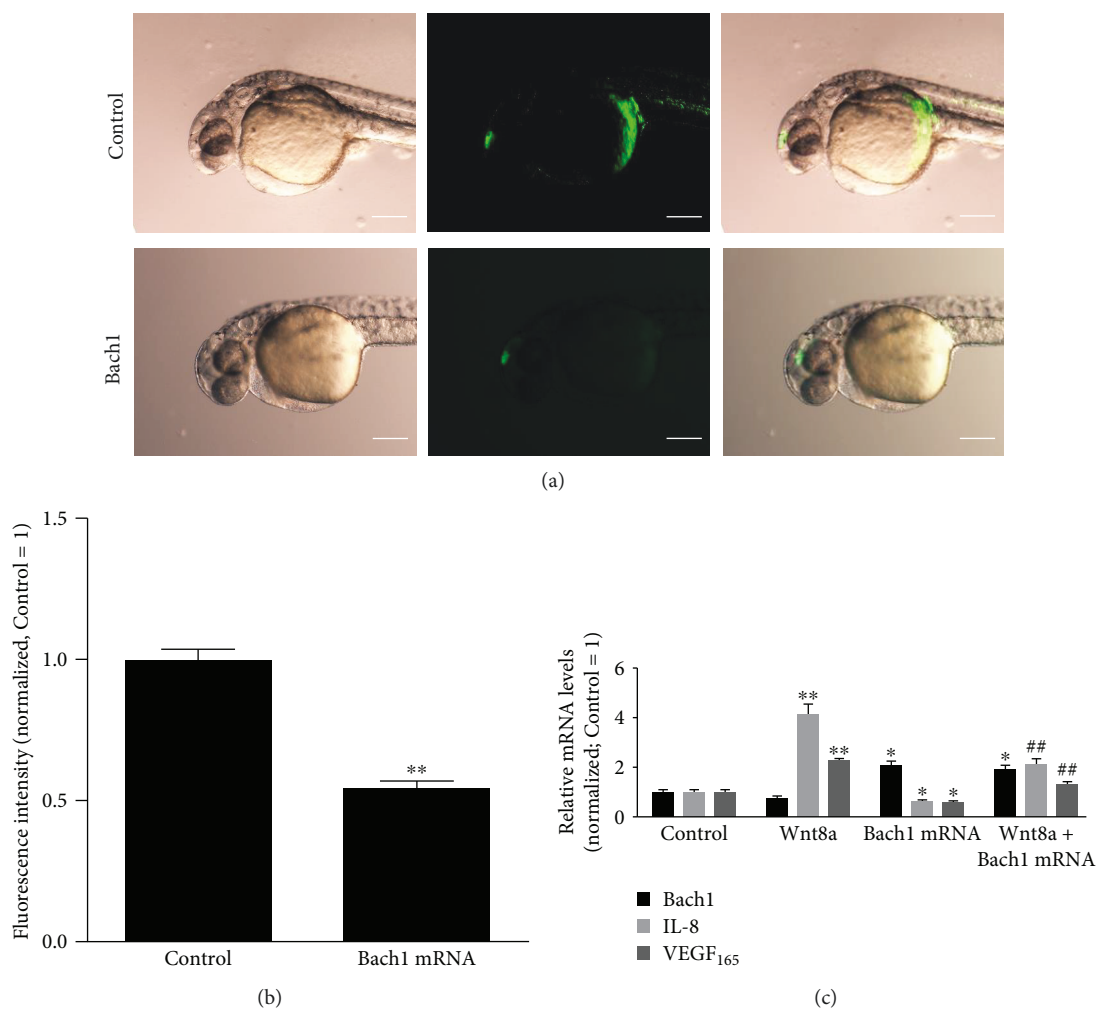 Control
Bach1
(a)
Fluorescence intensity (normalized, Control = 1)
1.5
1.0
0.5
0.0
**
Control
Bach1 mRNA
(b)
Relative mRNA levels
(normalized; Control = 1)
6
4
2
0
** ** * * * * ## ##
Control Wnt8a Bach1 mRNA Wnt8a +
Bach1 mRNA
Bach1
IL-8
VEGF165
(c)